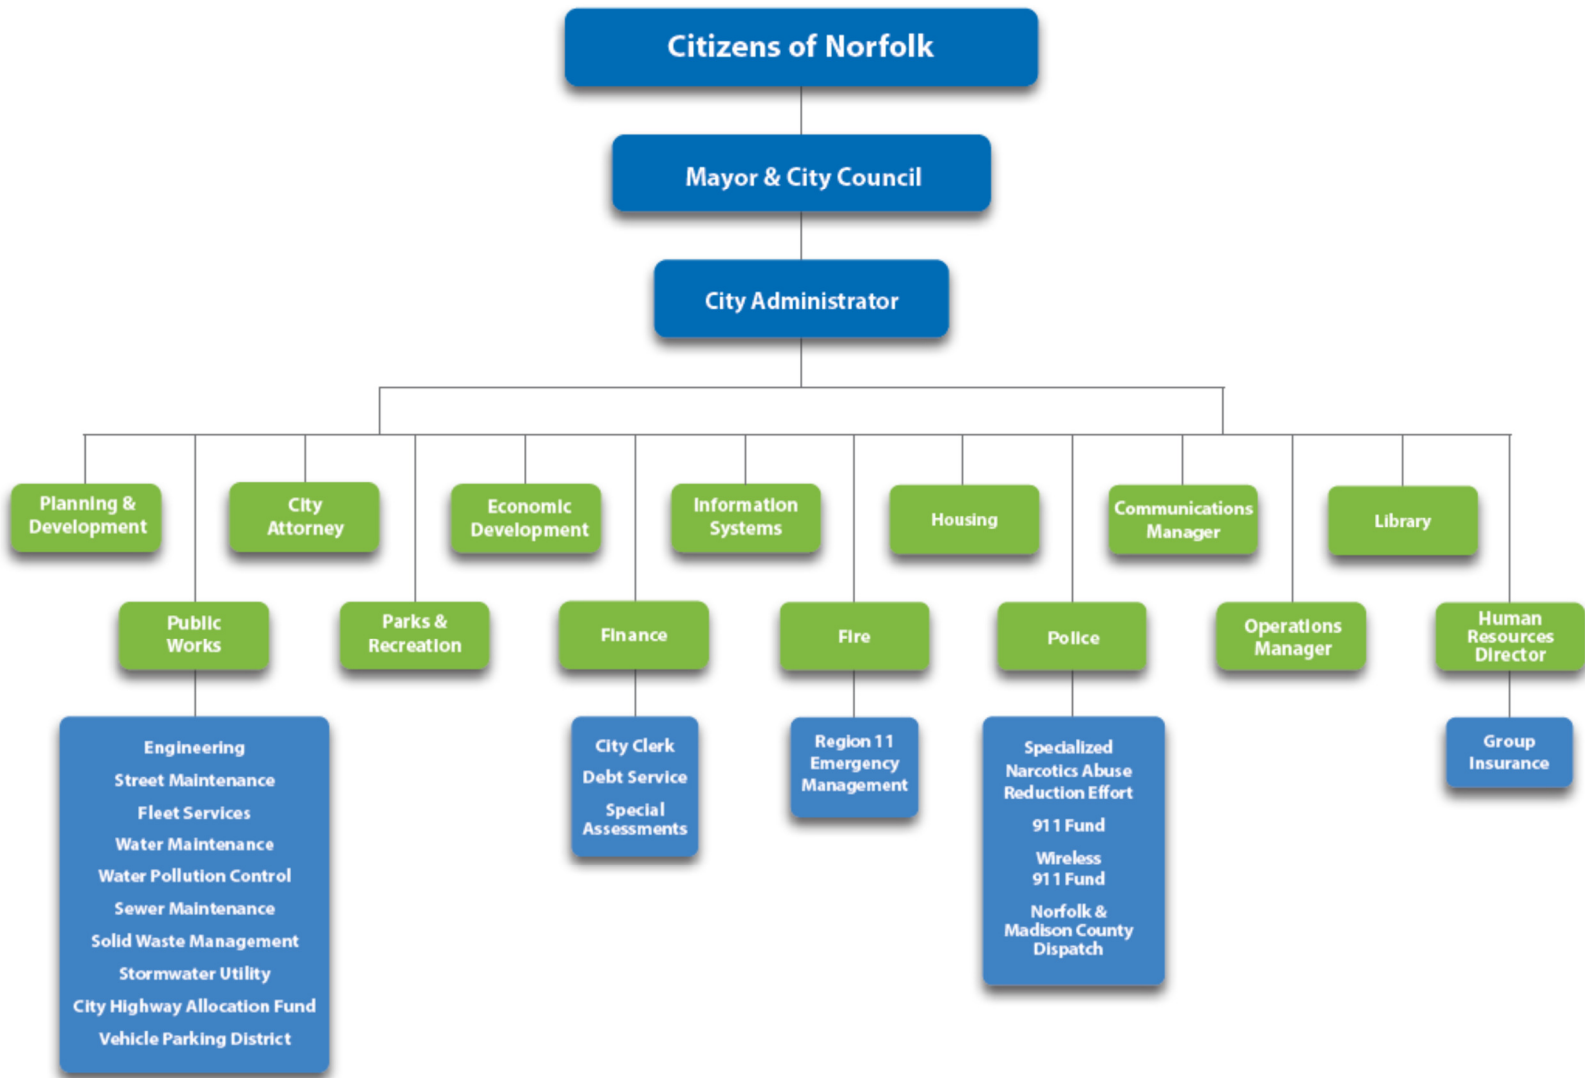 Citizens of Norfolk
Mayor & City Council
City Administrator
Planning &
Development
City
Attorney
Economic
Development
Information
Systems
Housing
Communications
Manager
Library
Public
Works
Parks &
Recreation
Finance
Fire
Police
Operations
Manager
Human
Resources
Director
Engineering
Street Maintenance
Fleet Services
Water Maintenance
Water Pollution Control
Sewer Maintenance
Solid Waste Management
Stormwater Utility
City Highway Allocation Fund
Vehicle Parking District
City Clerk
Debt Service
Special
Assessments
Region 11
Emergency
Management
Specialized
Narcotics Abuse
Reduction Effort
911 Fund
Wireless
911 Fund
Norfolk &
Madison County
Dispatch
Group
Insurance